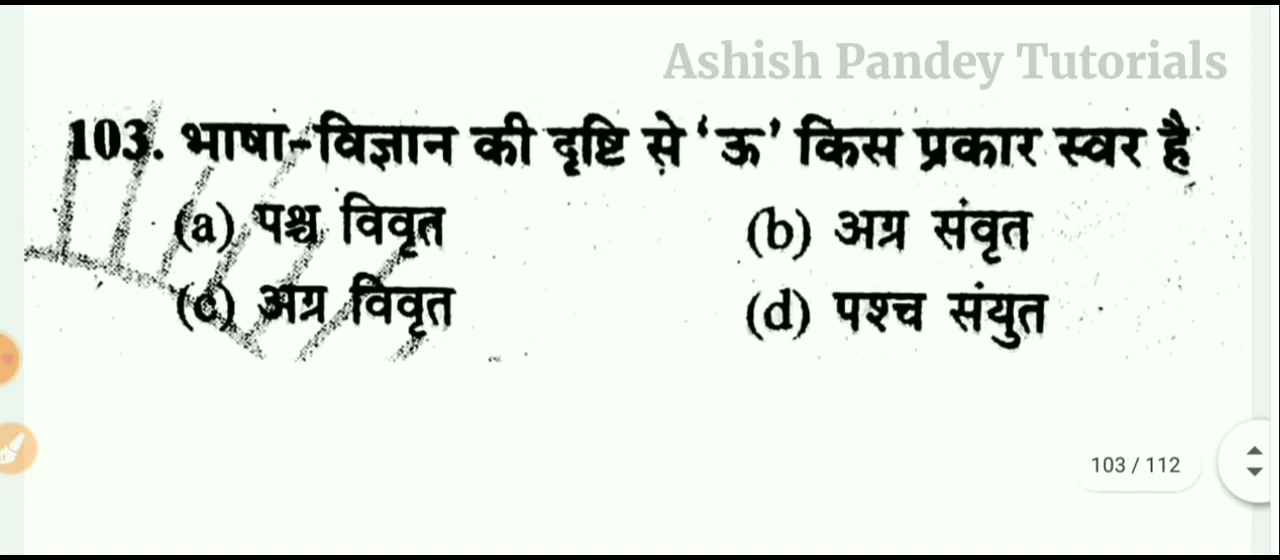 Ashish Pandey Tutorials
103. भाषा-विज्ञान की दृष्टि से ‘ऊ’ किस प्रकार स्वर है
(a) पश्च विवृत (b) अग्र संवृत
(c) अग्र विवृत (d) पश्च संयुत
103 / 112